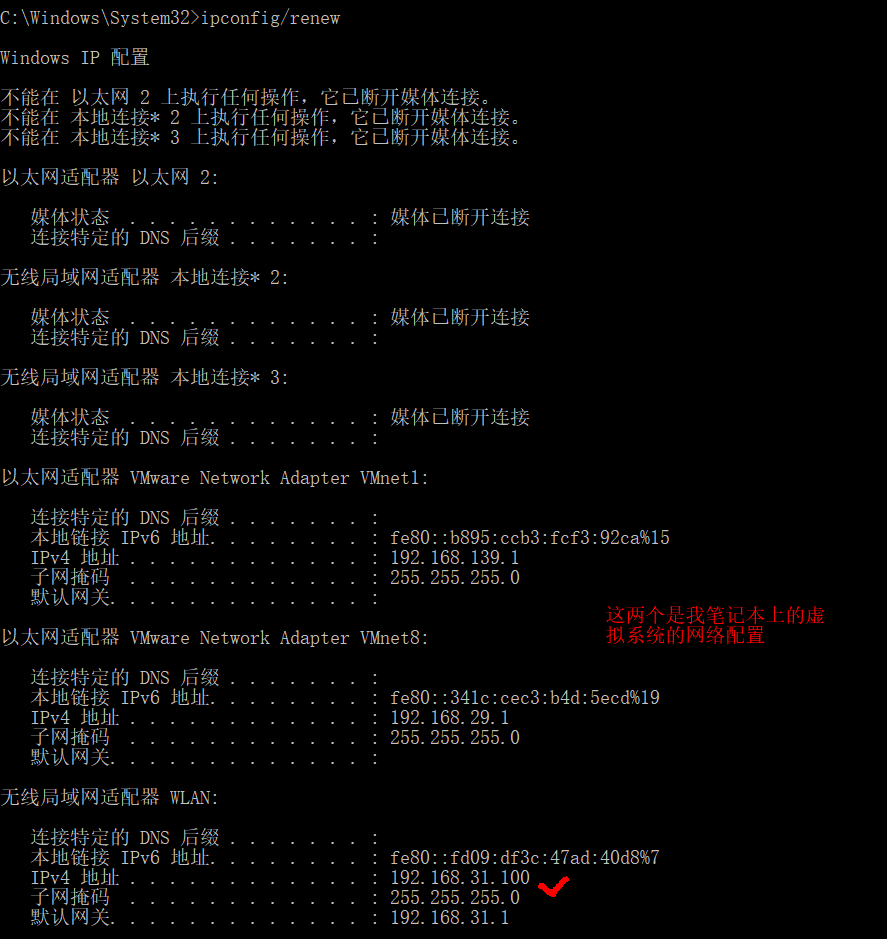 C:\Windows\System32>ipconfig/renew
Windows IP 配置
不能在 以太网 2 上执行任何操作，它已断开媒体连接。
不能在 本地连接* 2 上执行任何操作，它已断开媒体连接。
不能在 本地连接* 3 上执行任何操作，它已断开媒体连接。
以太网适配器 以太网 2:
媒体状态  . . . . . . . . . . . . : 媒体已断开连接
连接特定的 DNS 后缀 . . . . . . . :
无线局域网适配器 本地连接* 2:
媒体状态  . . . . . . . . . . . . : 媒体已断开连接
连接特定的 DNS 后缀 . . . . . . . :
无线局域网适配器 本地连接* 3:
媒体状态  . . . . . . . . . . . . : 媒体已断开连接
连接特定的 DNS 后缀 . . . . . . . :
以太网适配器 VMware Network Adapter VMnet1:
连接特定的 DNS 后缀 . . . . . . . :
本地链接 IPv6 地址. . . . . . . . : fe80::b895:ccb3:fcf3:92ca%15
IPv4 地址 . . . . . . . . . . . . : 192.168.139.1
子网掩码  . . . . . . . . . . . . : 255.255.255.0
默认网关. . . . . . . . . . . . . :
这两个是我笔记本上的虚
拟系统的网络配置
以太网适配器 VMware Network Adapter VMnet8:
连接特定的 DNS 后缀 . . . . . . . :
本地链接 IPv6 地址. . . . . . . . : fe80::341c:cec3:b4d:5ecd%19
IPv4 地址 . . . . . . . . . . . . : 192.168.29.1
子网掩码  . . . . . . . . . . . . : 255.255.255.0
默认网关. . . . . . . . . . . . . :
无线局域网适配器 WLAN:
连接特定的 DNS 后缀 . . . . . . . :
本地链接 IPv6 地址. . . . . . . . : fe80::fd09:df3c:47ad:40d8%7
IPv4 地址 . . . . . . . . . . . . : 192.168.31.100
子网掩码  . . . . . . . . . . . . : 255.255.255.0
默认网关. . . . . . . . . . . . . : 192.168.31.1